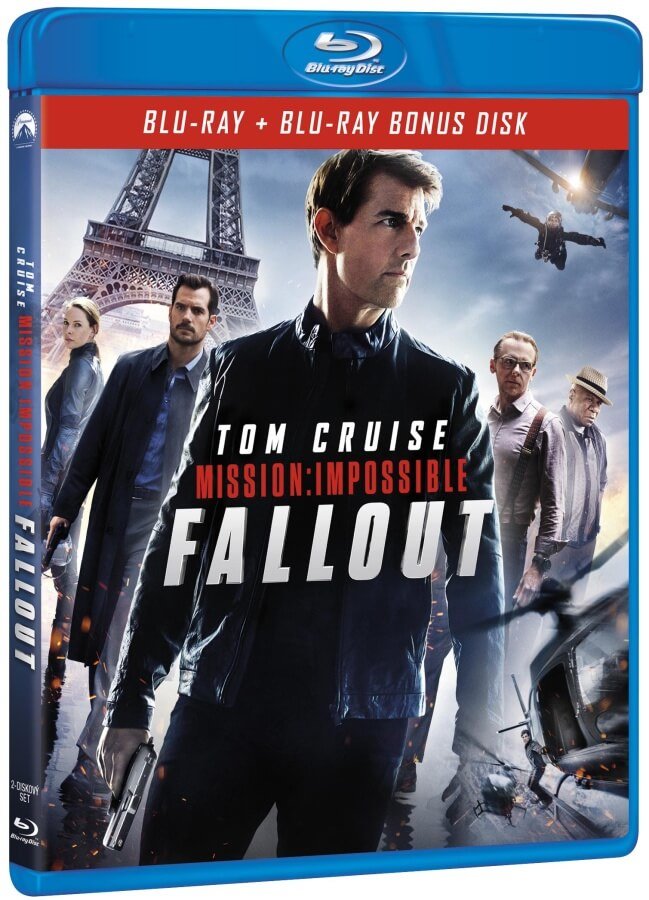 Blu-ray Disc
BLU-RAY + BLU-RAY BONUS DISK
TOM CRUISE
MISSION:IMPOSSIBLE
FALLOUT
TOM
CRUISE
MISSION: IMPOSSIBLE
FALLOUT
2-DISKOVÝ
SET
Blu-ray Disc